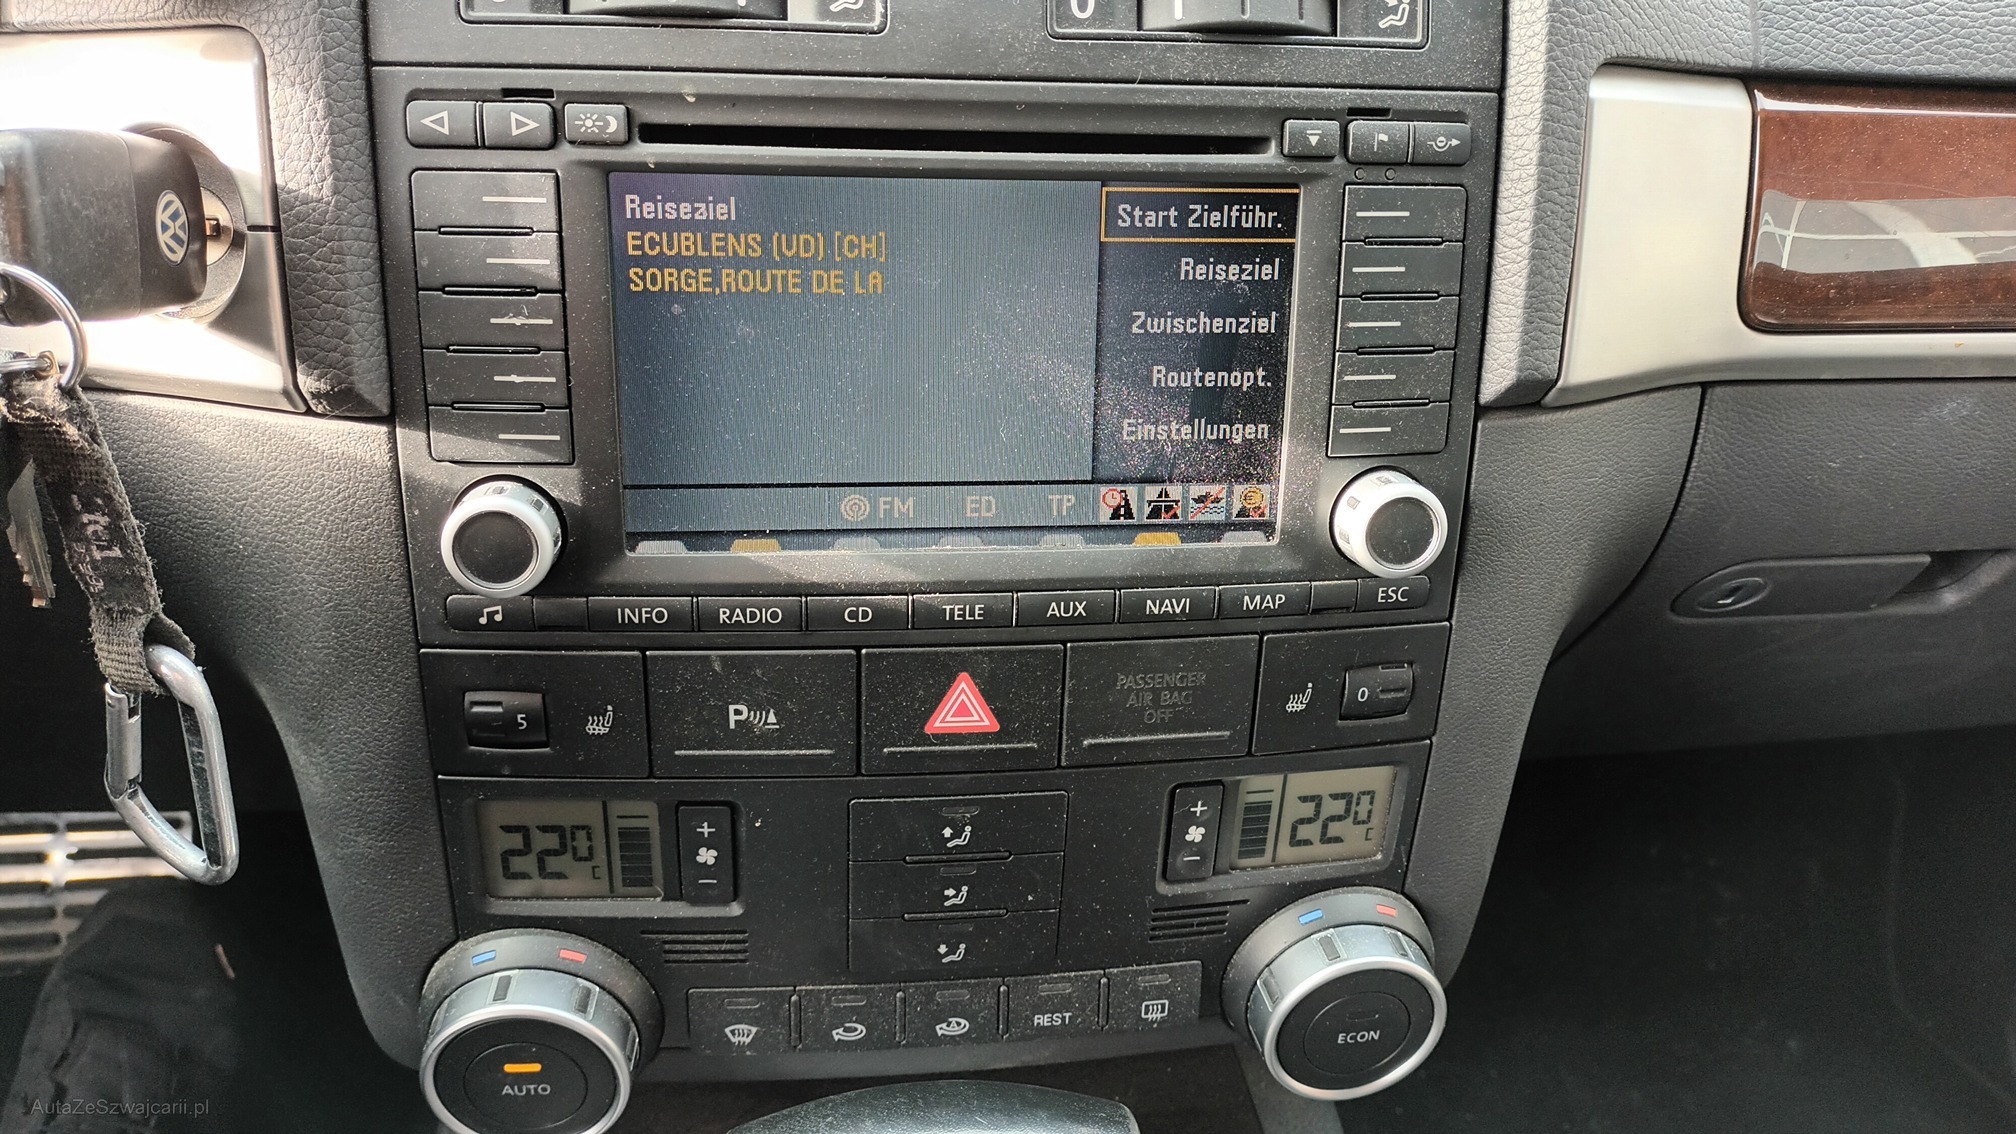 0
Reiseziel
ECUBLENS (VD) [CH]
SORGE,ROUTE DE LA
Start Zielführ.
Reiseziel
Zwischenziel
Routenopt.
Einstellungen
FM ED TP
INFO RADIO CD TELE AUX NAVI MAP ESC
5
P
PASSENGER
AIR BAG
OFF
0
22.0 C
+
-
+
-
22.0 C
REST
AUTO
ECON
AutaZeSzwajcarii.pl